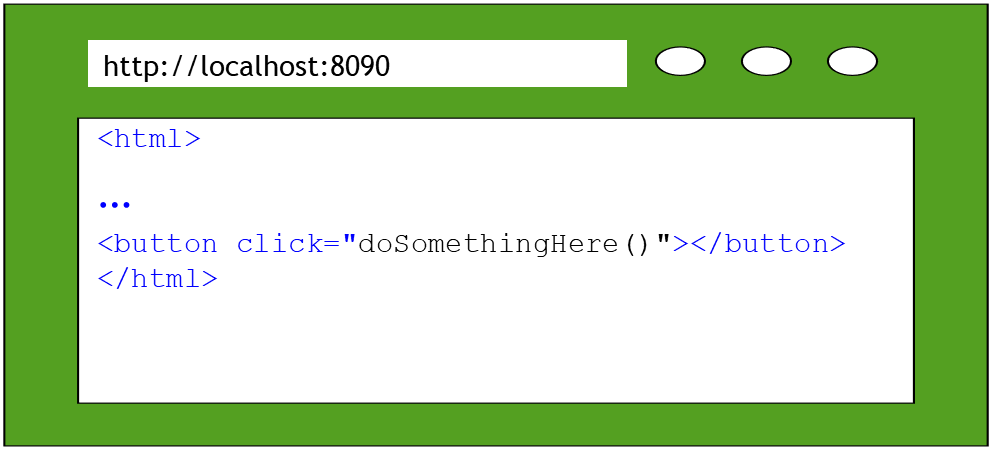 http://localhost:8090
<html>
...
<button click="doSomethingHere()"></button>
</html>